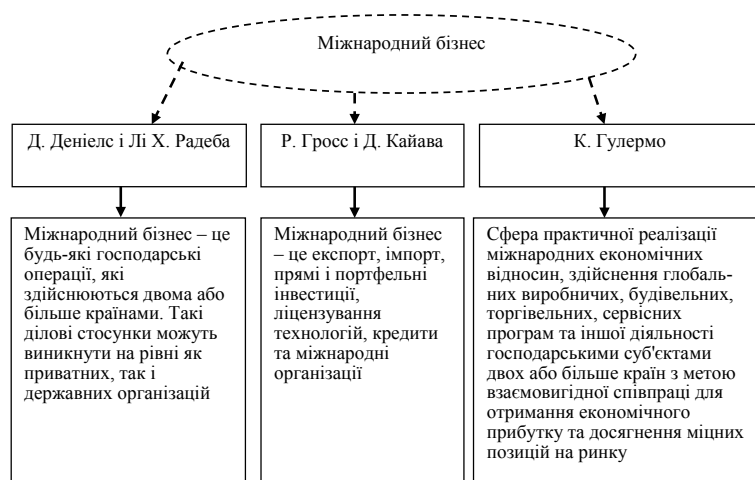 Міжнародний бізнес
Д. Деніелс і Лі Х. Радеба
Р. Гросс і Д. Кайава
К. Гулермо
Міжнародний бізнес – це
будь-які господарські
операції, які
здійснюються двома або
більше країнами. Такі
ділові стосунки можуть
виникнути на рівні як
приватних, так і
державних організацій
Міжнародний бізнес
– це експорт, імпорт,
прямі і портфельні
інвестиції,
ліцензування
технологій, кредити
та міжнародні
організації
Сфера практичної реалізації
міжнародних економічних
відносин, здійснення глобаль-
них виробничих, будівельних,
торгівельних, сервісних
програм та іншої діяльності
господарськими суб'єктами
двох або більше країн з метою
взаємовигідної співпраці для
отримання економічного
прибутку та досягнення міцних
позицій на ринку